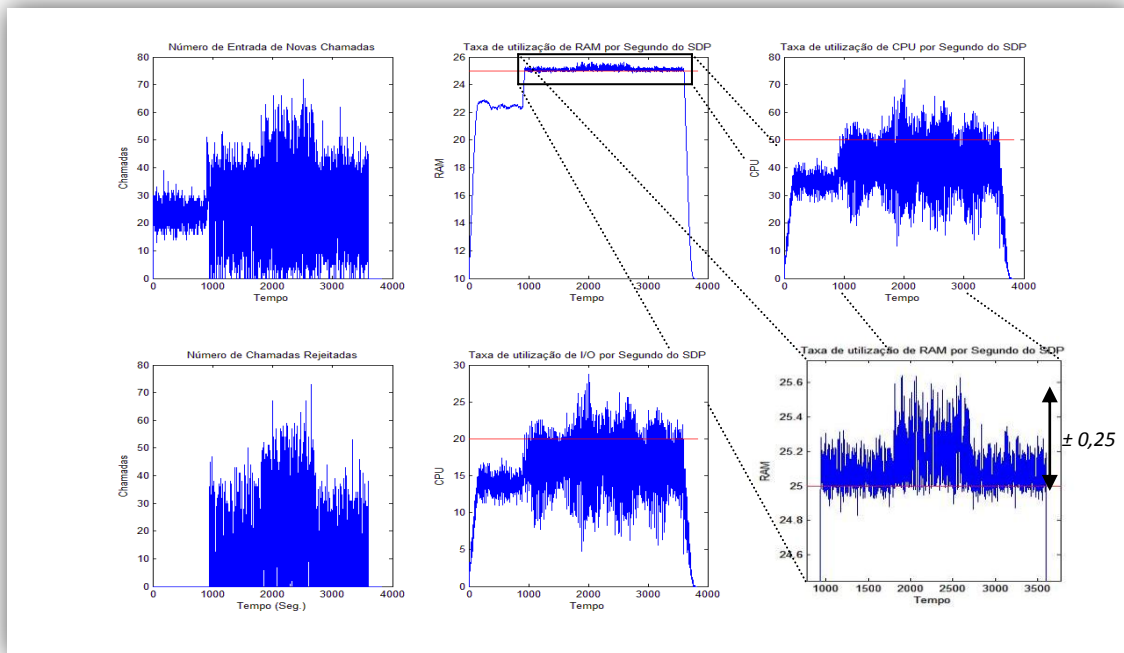 Número de Entrada de Novas Chamadas
80
70
60
50
40
30
20
10
0
Chamadas
0 1000 2000 3000 4000
Tempo
Taxa de utilização de RAM por Segundo do SDP
26
24
22
20
18
16
14
12
10
RAM
0 1000 2000 3000 4000
Tempo
Taxa de utilização de CPU por Segundo do SDP
80
70
60
50
40
30
20
10
0
CPU
0 1000 2000 3000 4000
Tempo
Número de Chamadas Rejeitadas
80
70
60
50
40
30
20
10
0
Chamadas
0 1000 2000 3000 4000
Tempo (Seg.)
Taxa de utilização de I/O por Segundo do SDP
30
25
20
15
10
5
0
CPU
0 1000 2000 3000 4000
Tempo
Taxa de utilização de RAM por Segundo do SDP
25.6
25.4
25.2
25
24.8
24.6
RAM
1000 1500 2000 2500 3000 3500
Tempo
± 0,25